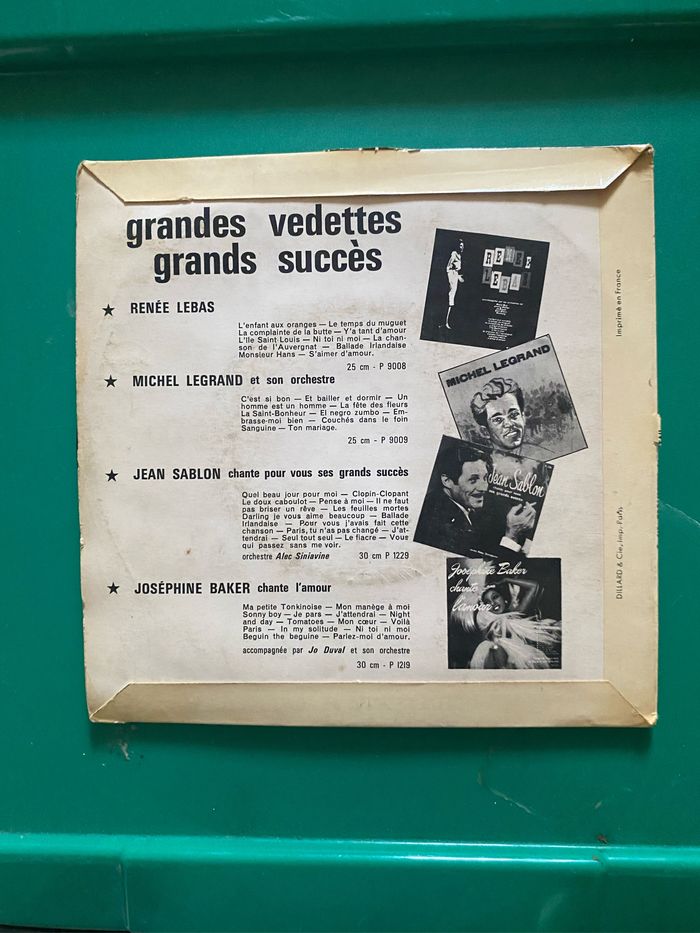 grandes vedettes
grands succès
★ RENÉE LEBAS
L'enfant aux oranges — Le temps du muguet
La complainte de la butte — Y'a tant d'amour
L'Ile Saint Louis — Ni toi ni moi — La chan-
son de l'Auvergnat — Ballade Irlandaise
Monsieur Hans — S'aimer d'amour.
25 cm - P 9008
★ MICHEL LEGRAND et son orchestre
C'est si bon — Et bailler et dormir — Un
homme est un homme — La fête des fleurs
La Saint-Bonheur — El negro zumbo — Em-
brasse-moi bien — Couchés dans le foin
Sanguine — Ton mariage.
25 cm - P 9009
★ JEAN SABLON chante pour vous ses grands succès
Quel beau jour pour moi — Clopin-Clopant
Le doux caboulot — Pense à moi — Il ne faut
pas briser un rêve — Les feuilles mortes
Darling je vous aime beaucoup — Ballade
Irlandaise — Pour vous j'avais fait cette
chanson — Paris, tu n'as pas changé — J'at-
tendrai — Seul tout seul — Le fiacre — Vous
qui passez sans me voir.
orchestre Alec Siniavine 30 cm P 1229
★ JOSÉPHINE BAKER chante l'amour
Ma petite Tonkinoise — Mon manège à moi
Sonny boy — Je pars — J'attendrai — Night
and day — Tomatoes — Mon cœur — Voilà
Paris — In my solitude — Ni toi ni moi
Beguin the beguine — Parlez-moi d'amour.
accompagnée par Jo Duval et son orchestre
30 cm - P 1219
RENÉE
LEBAS
MICHEL LEGRAND
Jean Sablon
chante pour vous
ses grands succès
Joséphine Baker
chante
l'amour
Imprimé en France
DILLARD & Cie, Imp. Paris